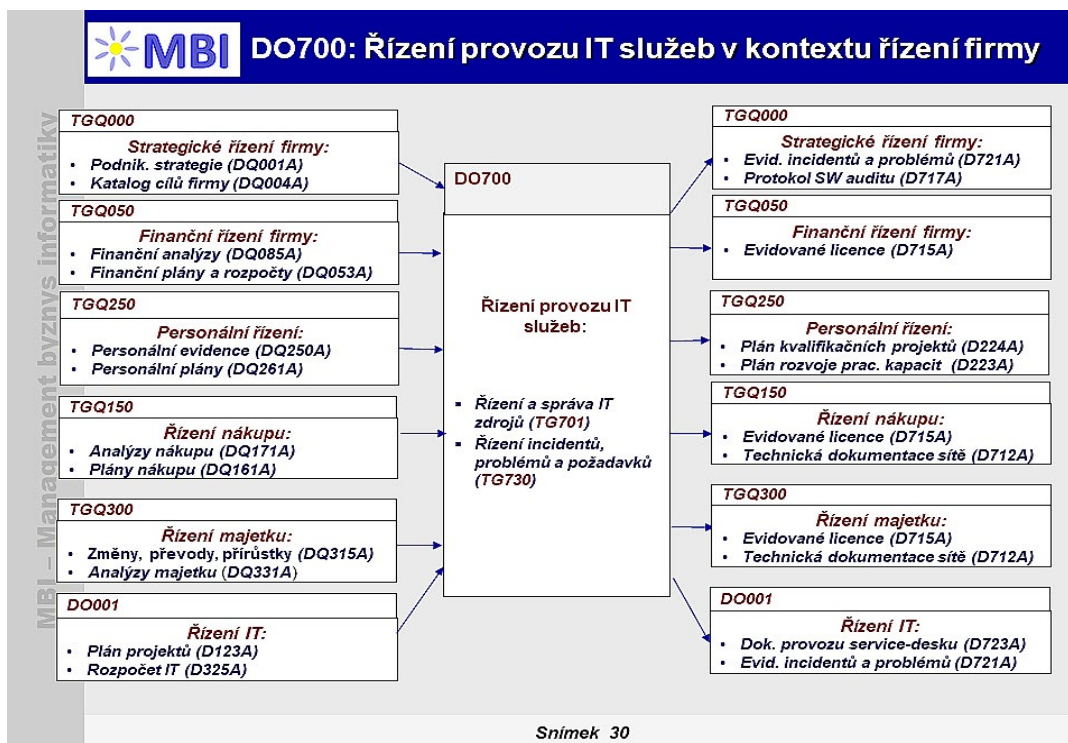 MBI
DO700: Řízení provozu IT služeb v kontextu řízení firmy
MBI – Management byznys informatiky
TGQ000
Strategické řízení firmy:
• Podnik. strategie (DQ001A)
• Katalog cílů firmy (DQ004A)
TGQ050
Finanční řízení firmy:
• Finanční analýzy (DQ085A)
• Finanční plány a rozpočty (DQ053A)
TGQ250
Personální řízení:
• Personální evidence (DQ250A)
• Personální plány (DQ261A)
TGQ150
Řízení nákupu:
• Analýzy nákupu (DQ171A)
• Plány nákupu (DQ161A)
TGQ300
Řízení majetku:
• Změny, převody, přírůstky (DQ315A)
• Analýzy majetku (DQ331A)
DO001
Řízení IT:
• Plán projektů (D123A)
• Rozpočet IT (D325A)
DO700
Řízení provozu IT
služeb:
▪ Řízení a správa IT
zdrojů (TG701)
▪ Řízení incidentů,
problémů a požadavků
(TG730)
TGQ000
Strategické řízení firmy:
• Evid. incidentů a problémů (D721A)
• Protokol SW auditu (D717A)
TGQ050
Finanční řízení firmy:
• Evidované licence (D715A)
TGQ250
Personální řízení:
• Plán kvalifikačních projektů (D224A)
• Plán rozvoje prac. kapacit (D223A)
TGQ150
Řízení nákupu:
• Evidované licence (D715A)
• Technická dokumentace sítě (D712A)
TGQ300
Řízení majetku:
• Evidované licence (D715A)
• Technická dokumentace sítě (D712A)
DO001
Řízení IT:
• Dok. provozu service-desku (D723A)
• Evid. incidentů a problémů (D721A)
Snímek 30